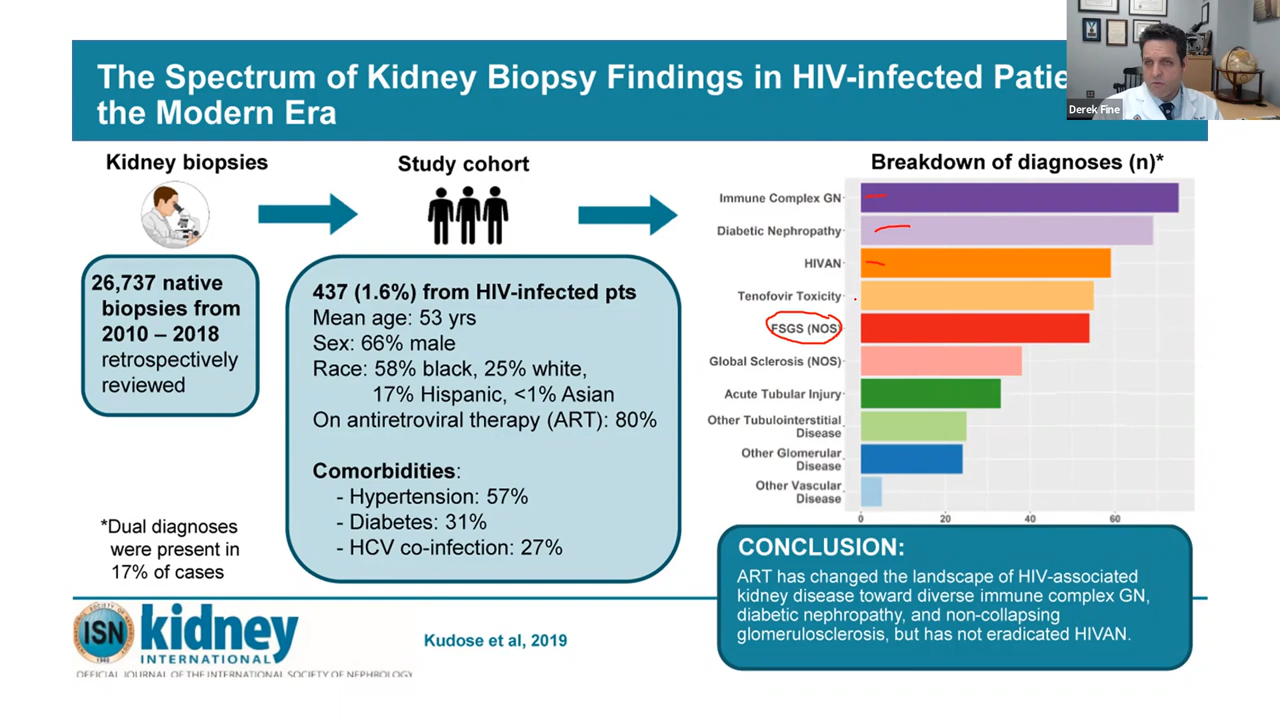 The Spectrum of Kidney Biopsy Findings in HIV-infected
the Modern Era
Derek Fine
Kidney biopsies
26,737 native
biopsies from
2010 – 2018
retrospectively
reviewed
*Dual diagnoses
were present in
17% of cases
Study cohort
437 (1.6%) from HIV-infected pts
Mean age: 53 yrs
Sex: 66% male
Race: 58% black, 25% white,
17% Hispanic, <1% Asian
On antiretroviral therapy (ART): 80%
Comorbidities:
- Hypertension: 57%
- Diabetes: 31%
- HCV co-infection: 27%
Breakdown of diagnoses (n)*
Immune Complex GN
Diabetic Nephropathy
HIVAN
Tenofovir Toxicity
FSGS (NOS)
Global Sclerosis (NOS)
Acute Tubular Injury
Other Tubulointerstitial
Disease
Other Glomerular
Disease
Other Vascular
Disease
0 20 40 60
CONCLUSION:
ART has changed the landscape of HIV-associated
kidney disease toward diverse immune complex GN,
diabetic nephropathy, and non-collapsing
glomerulosclerosis, but has not eradicated HIVAN.
ISN
kidney
INTERNATIONAL
OFFICIAL JOURNAL OF THE INTERNATIONAL SOCIETY OF NEPHROLOGY
Kudose et al, 2019